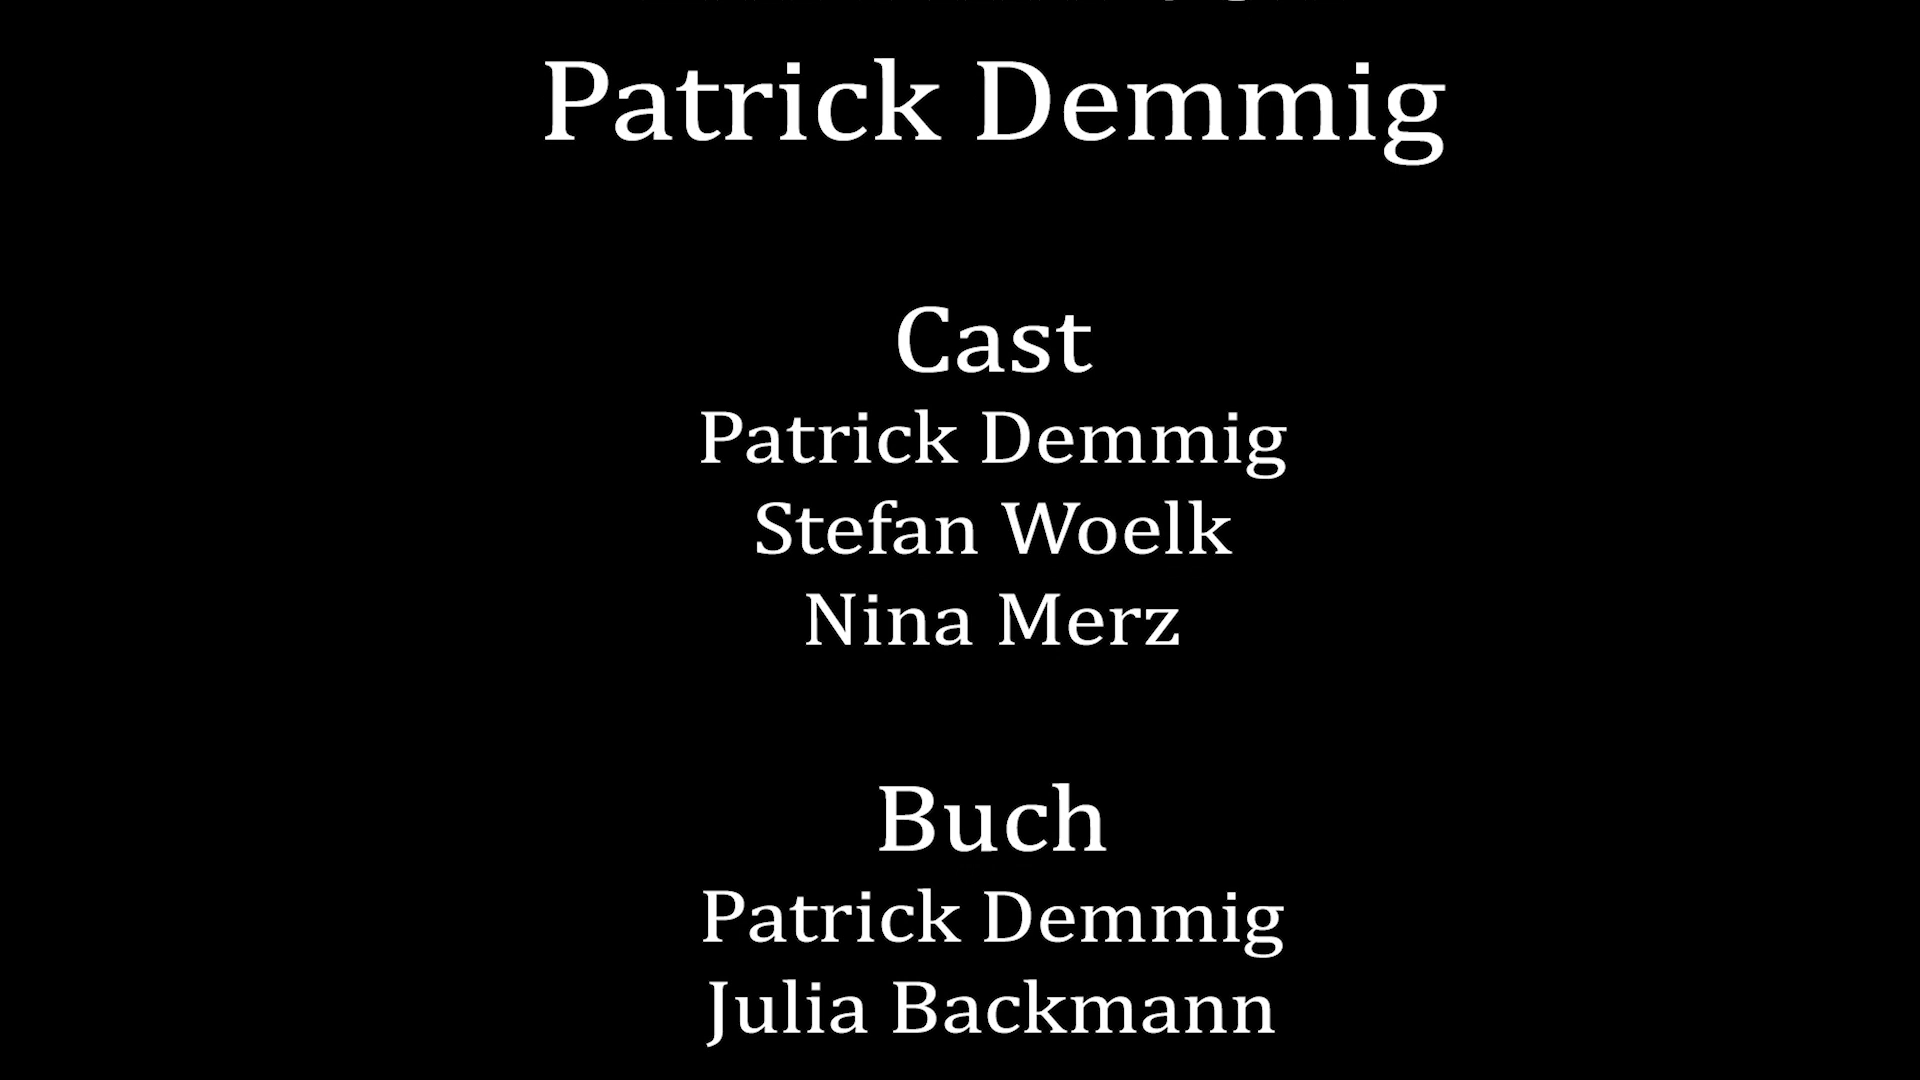 Patrick Demmig
Cast
Patrick Demmig
Stefan Woelk
Nina Merz
Buch
Patrick Demmig
Julia Backmann